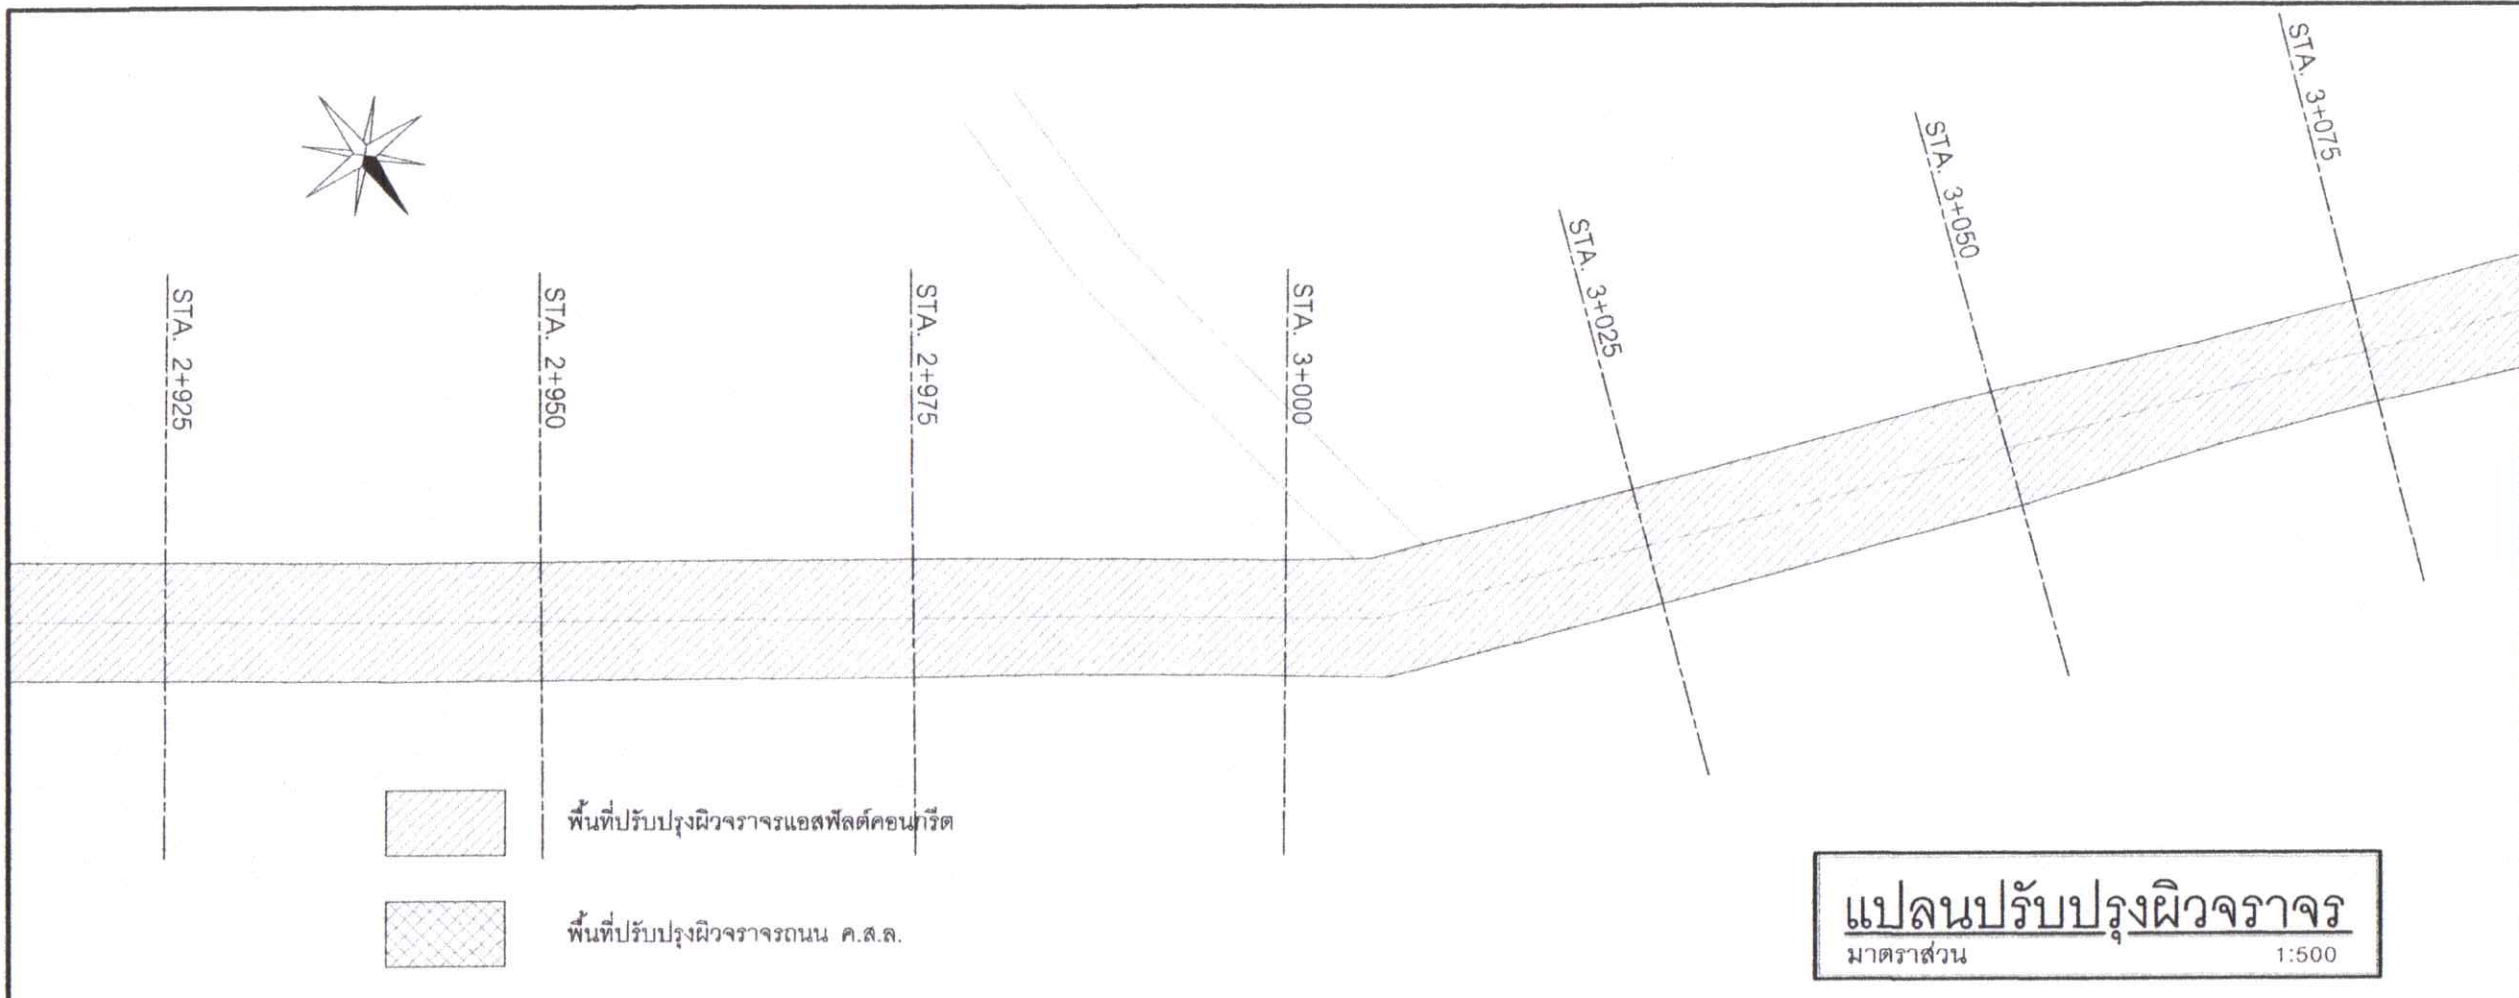 STA. 2+925
STA. 2+950
STA. 2+975
STA. 3+000
STA. 3+025
STA. 3+050
STA. 3+075
พื้นที่ปรับปรุงผิวจราจรแอสฟัลต์คอนกรีต
พื้นที่ปรับปรุงผิวจราจรถนน ค.ส.ล.
แปลนปรับปรุงผิวจราจร
มาตราส่วน 1:500